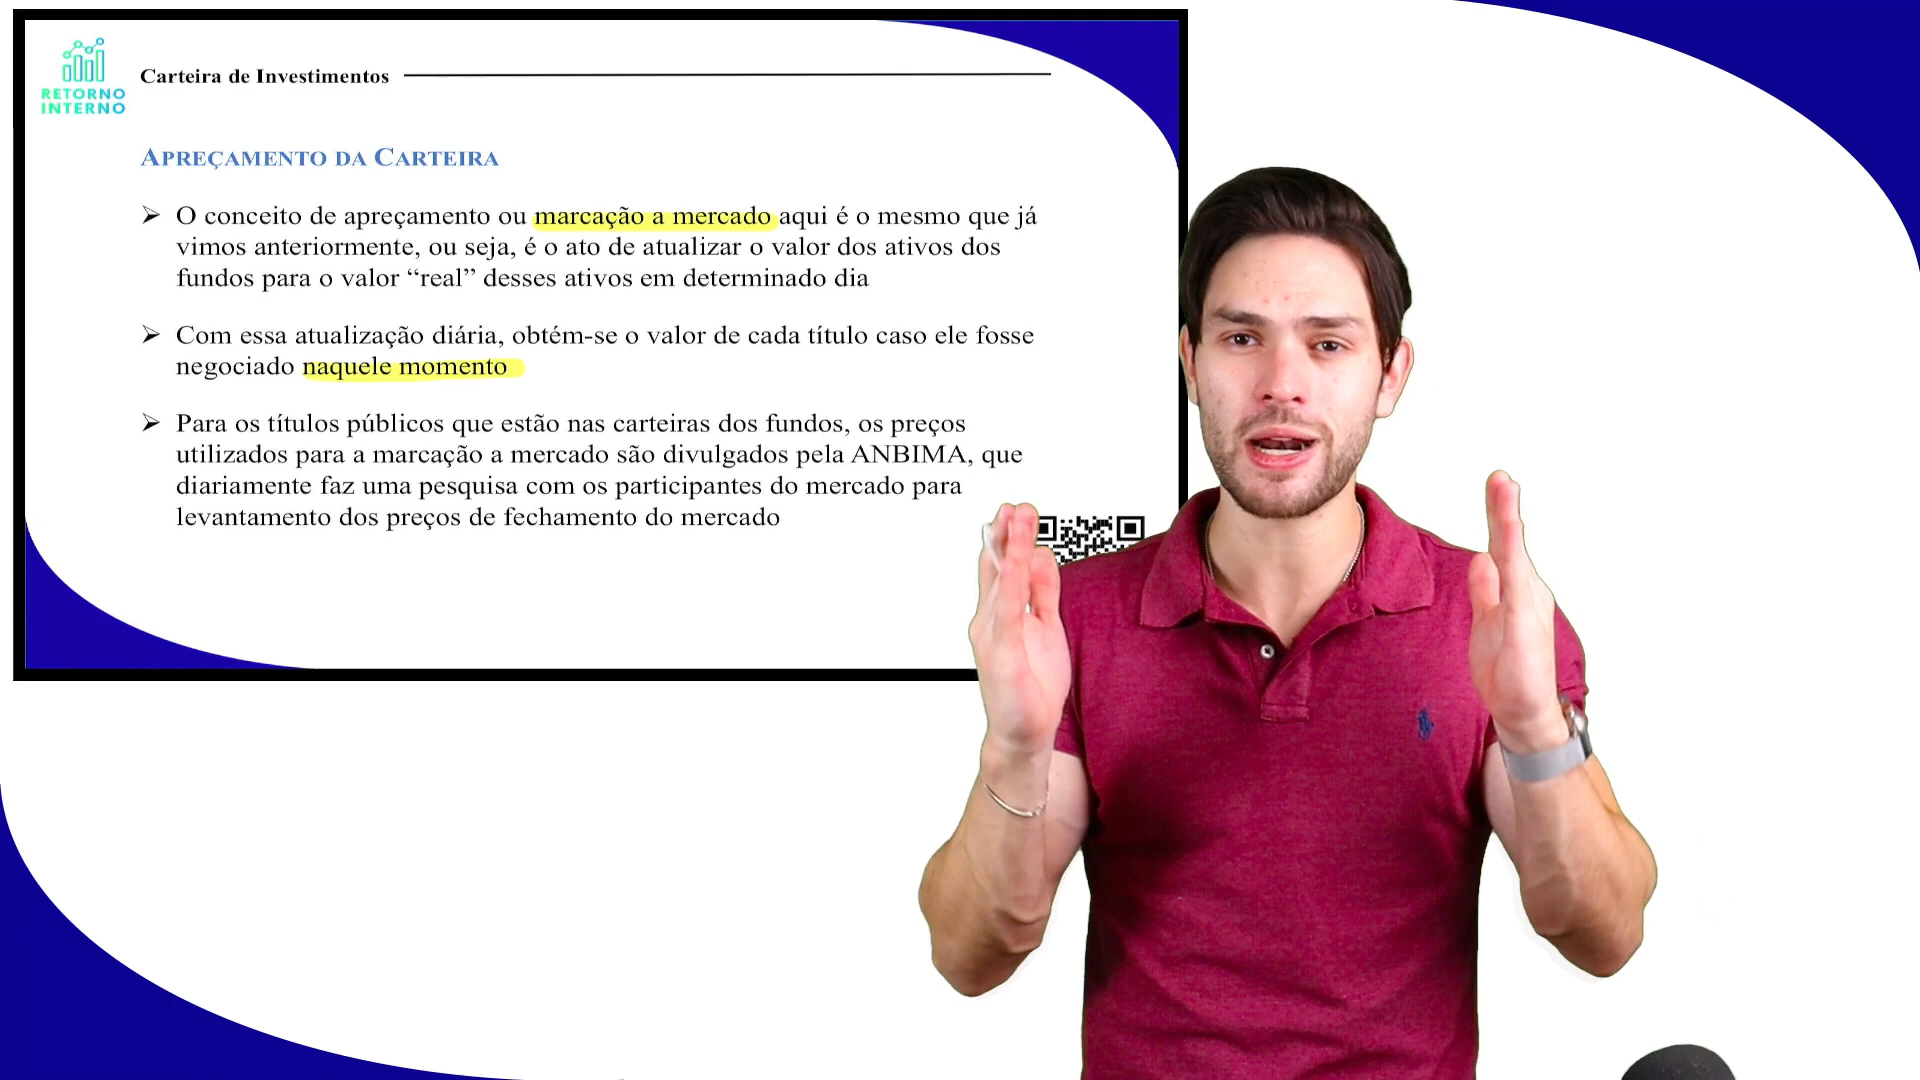 RETORNO
INTERNO
Carteira de Investimentos
APREÇAMENTO DA CARTEIRA
➢ O conceito de apreçamento ou marcação a mercado aqui é o mesmo que já
vimos anteriormente, ou seja, é o ato de atualizar o valor dos ativos dos
fundos para o valor “real” desses ativos em determinado dia
➢ Com essa atualização diária, obtém-se o valor de cada título caso ele fosse
negociado naquele momento
➢ Para os títulos públicos que estão nas carteiras dos fundos, os preços
utilizados para a marcação a mercado são divulgados pela ANBIMA, que
diariamente faz uma pesquisa com os participantes do mercado para
levantamento dos preços de fechamento do mercado